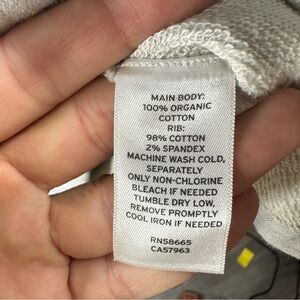 MAIN BODY:
100% ORGANIC
COTTON
RIB:
98% COTTON
2% SPANDEX
MACHINE WASH COLD,
SEPARATELY
ONLY NON-CHLORINE
BLEACH IF NEEDED
TUMBLE DRY LOW,
REMOVE PROMPTLY
COOL IRON IF NEEDED
RN58665
CA57963